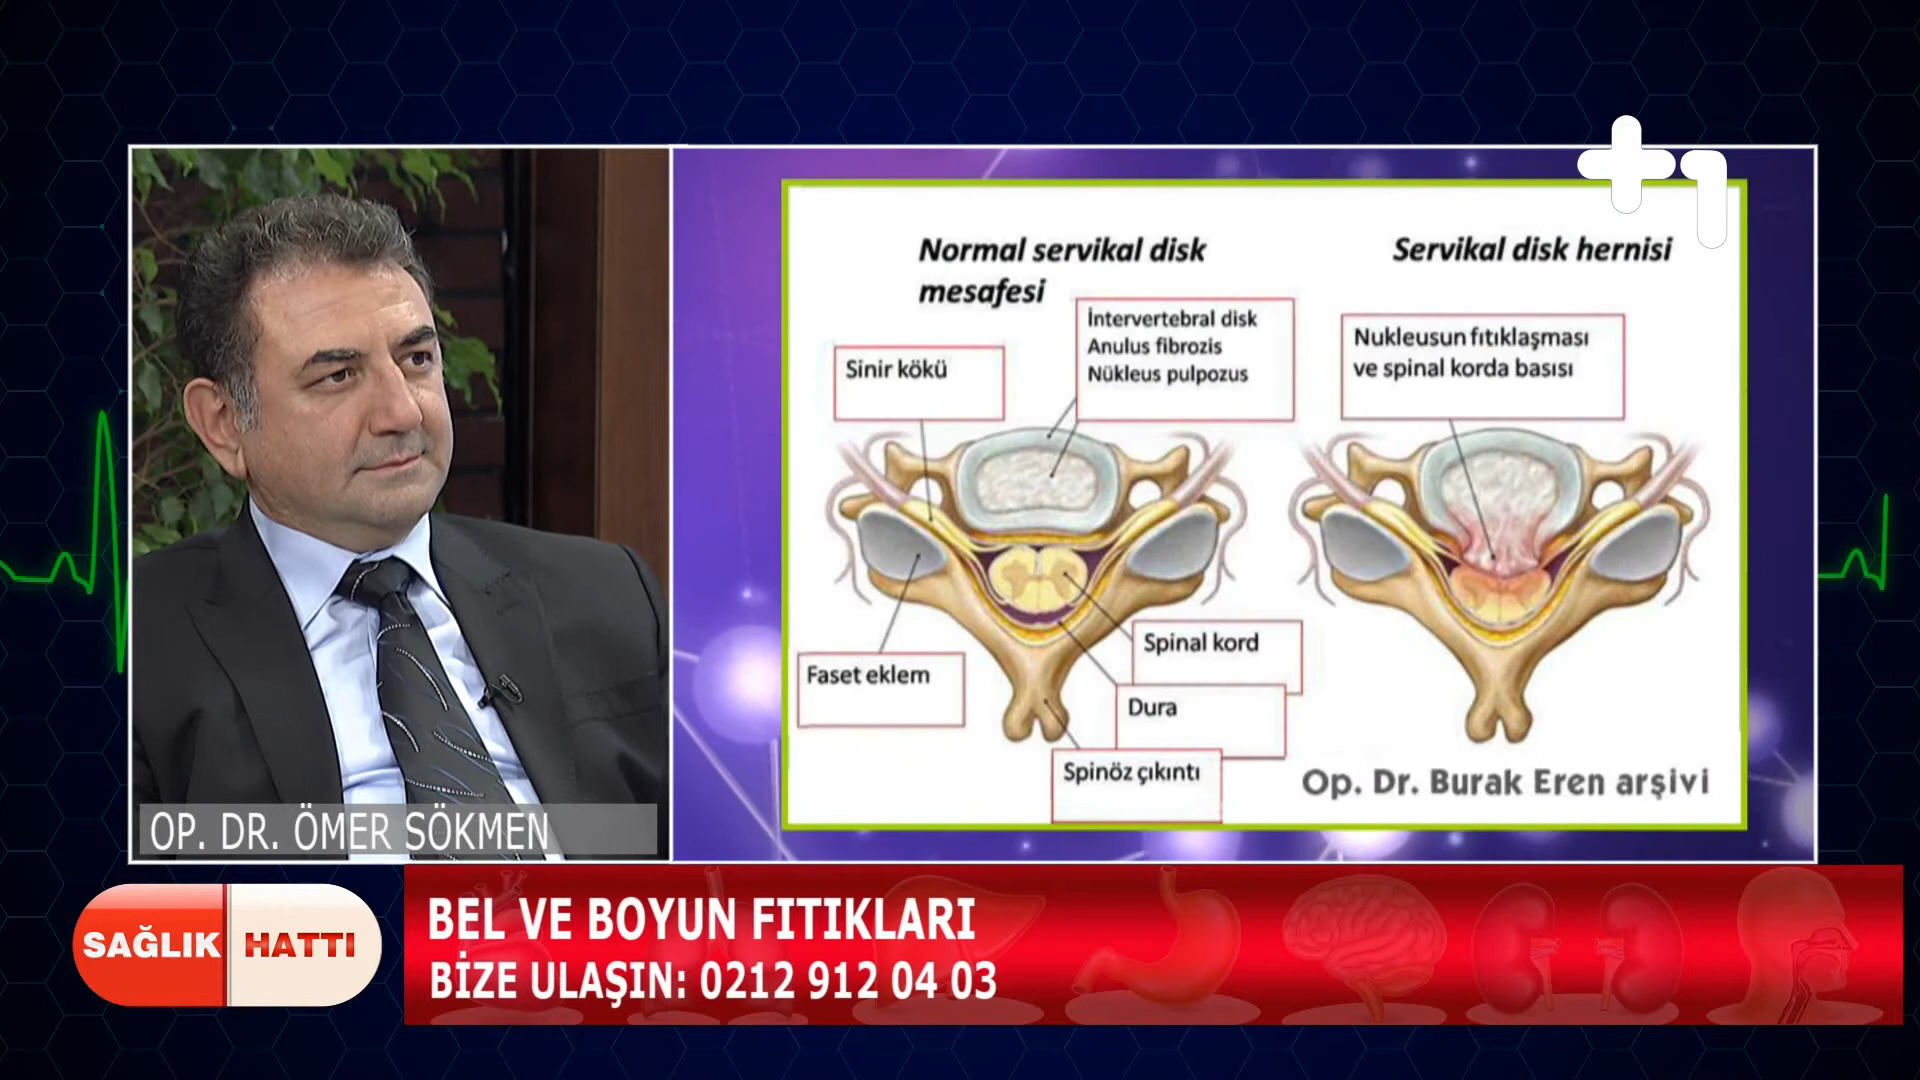 +1
Normal servikal disk
mesafesi
Servikal disk hernisi
İntervertebral disk
Anulus fibrozis
Nükleus pulpozus
Nukleusun fıtıklaşması
ve spinal korda basısı
Sinir kökü
Spinal kord
Faset eklem
Dura
Spinöz çıkıntı
Op. Dr. Burak Eren arşivi
OP. DR. ÖMER SÖKMEN
SAĞLIK HATTI
BEL VE BOYUN FITIKLARI
BİZE ULAŞIN: 0212 912 04 03